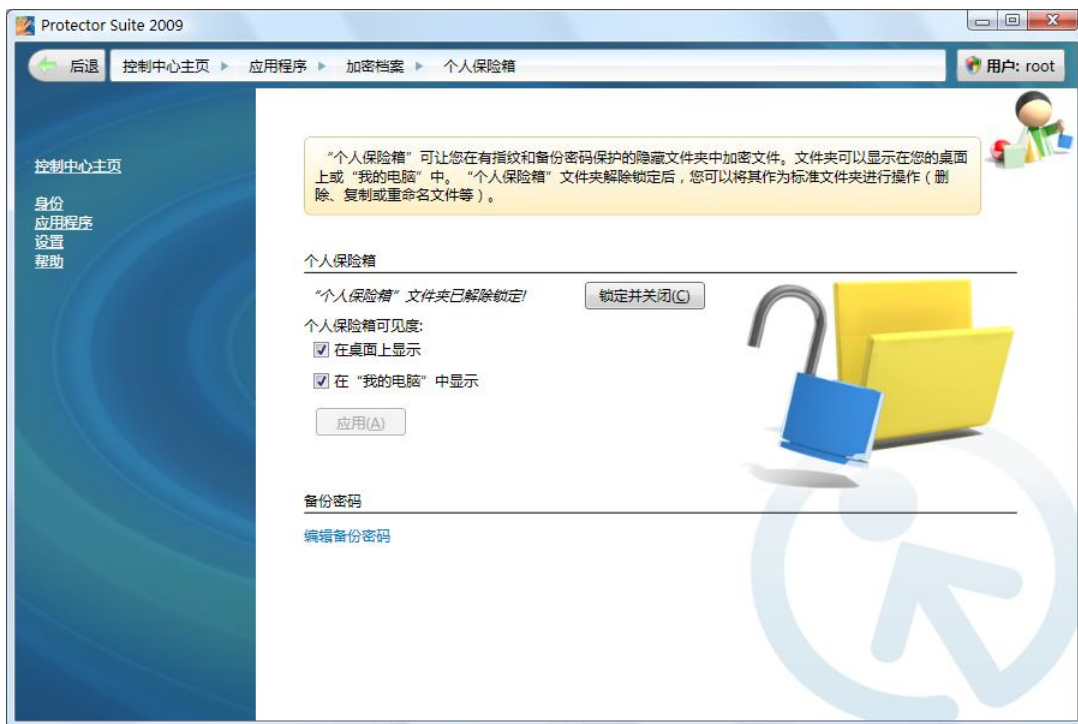 Protector Suite 2009
后退 控制中心主页 应用程序 加密档案 个人保险箱 用户: root
控制中心主页
身份
应用程序
设置
帮助
“个人保险箱”可让您在有指纹和备份密码保护的隐藏文件夹中加密文件。文件夹可以显示在您的桌面
上或“我的电脑”中。“个人保险箱”文件夹解除锁定后，您可以将其作为标准文件夹进行操作（删
除、复制或重命名文件等）。
个人保险箱
“个人保险箱”文件夹已解除锁定! 锁定并关闭(C)
个人保险箱可见度:
在桌面上显示
在“我的电脑”中显示
应用(A)
备份密码
编辑备份密码